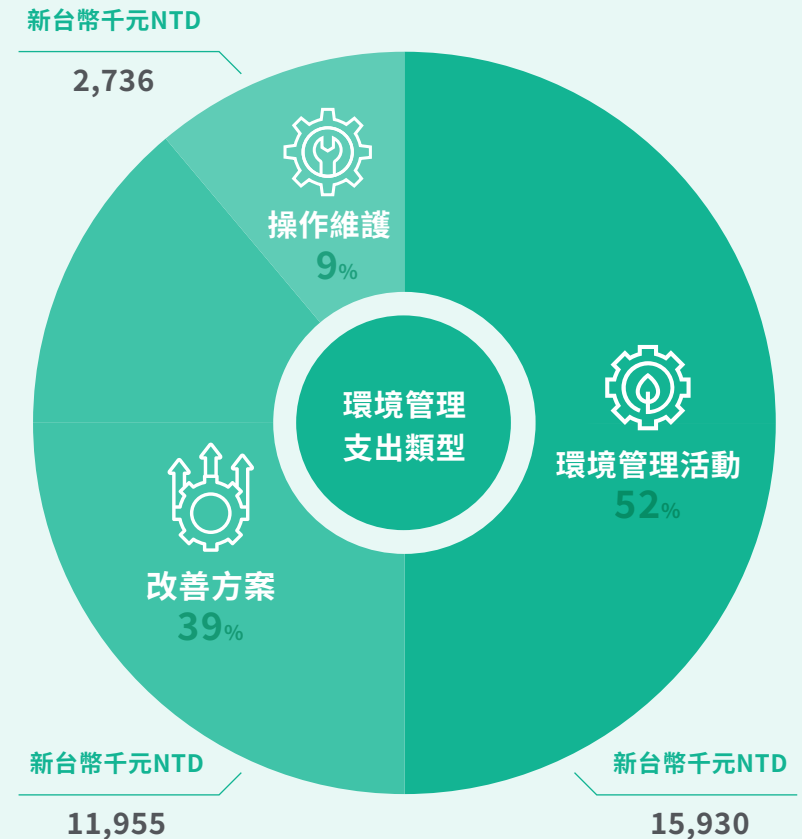 新台幣千元NTD
2,736
操作維護
9%
環境管理
支出類型
環境管理活動
52%
改善方案
39%
新台幣千元NTD
11,955
新台幣千元NTD
15,930